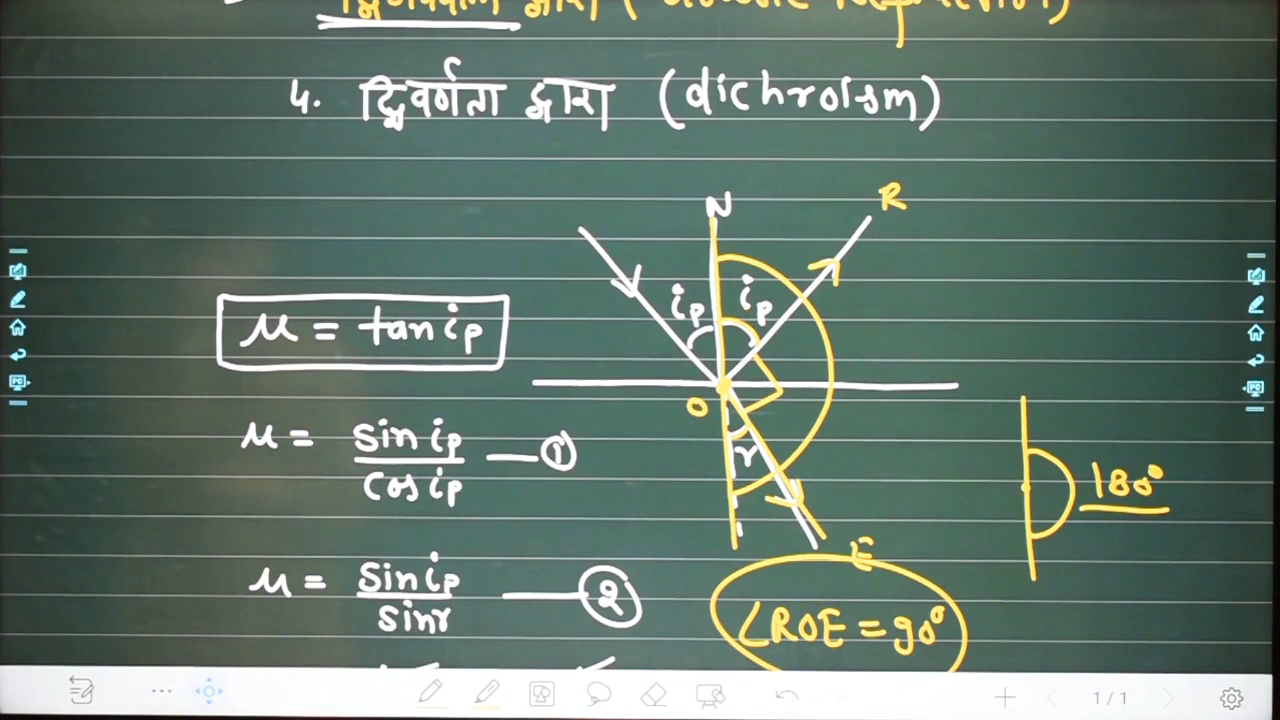 द्वारा (
4. द्विवर्णता द्वारा (dichroism)
N
R
ip ip
μ = tan ip
O
μ = sin ip / cos ip — ①
r
180°
E
μ = sin ip / sin r — ②
∠ROE = 90°
1/1